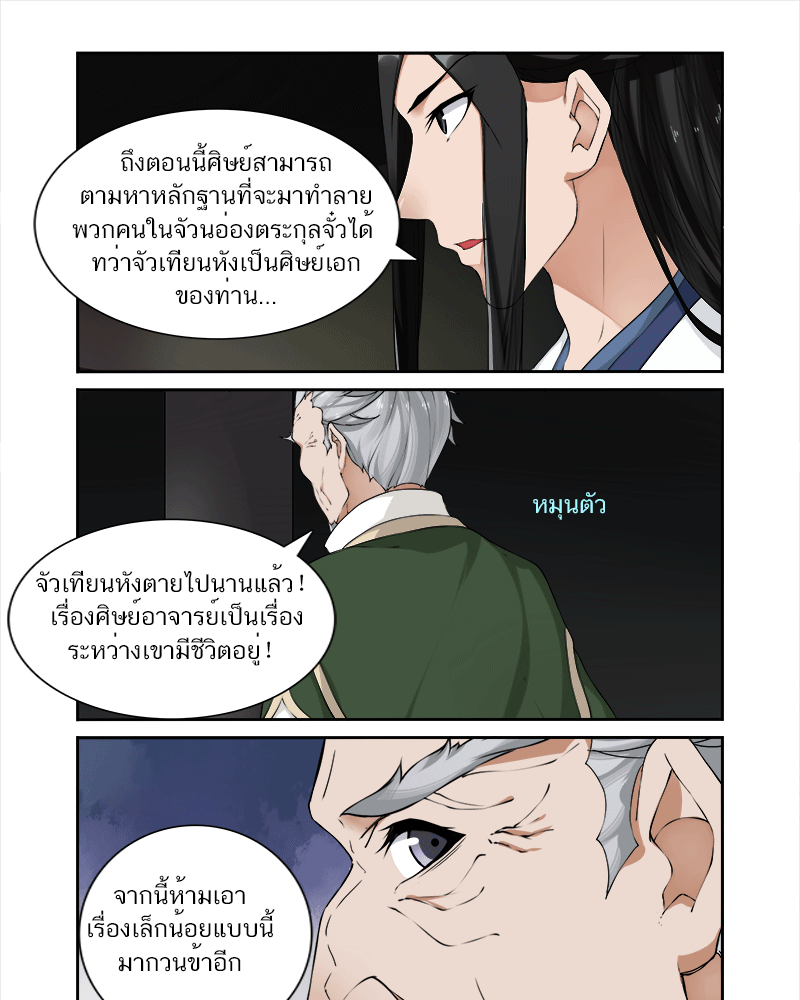 ถึงตอนนี้ศิษย์สามารถ
ตามหาหลักฐานที่จะมาทำลาย
พวกคนในจัวนอ๋องตระกูลจั๋วได้
ทว่าจัวเทียนหังเป็นศิษย์เอก
ของท่าน...
หมุนตัว
จัวเทียนหังตายไปนานแล้ว!
เรื่องศิษย์อาจารย์เป็นเรื่อง
ระหว่างเขามีชีวิตอยู่!
จากนี้ห้ามเอา
เรื่องเล็กน้อยแบบนี้
มากวนข้าอีก